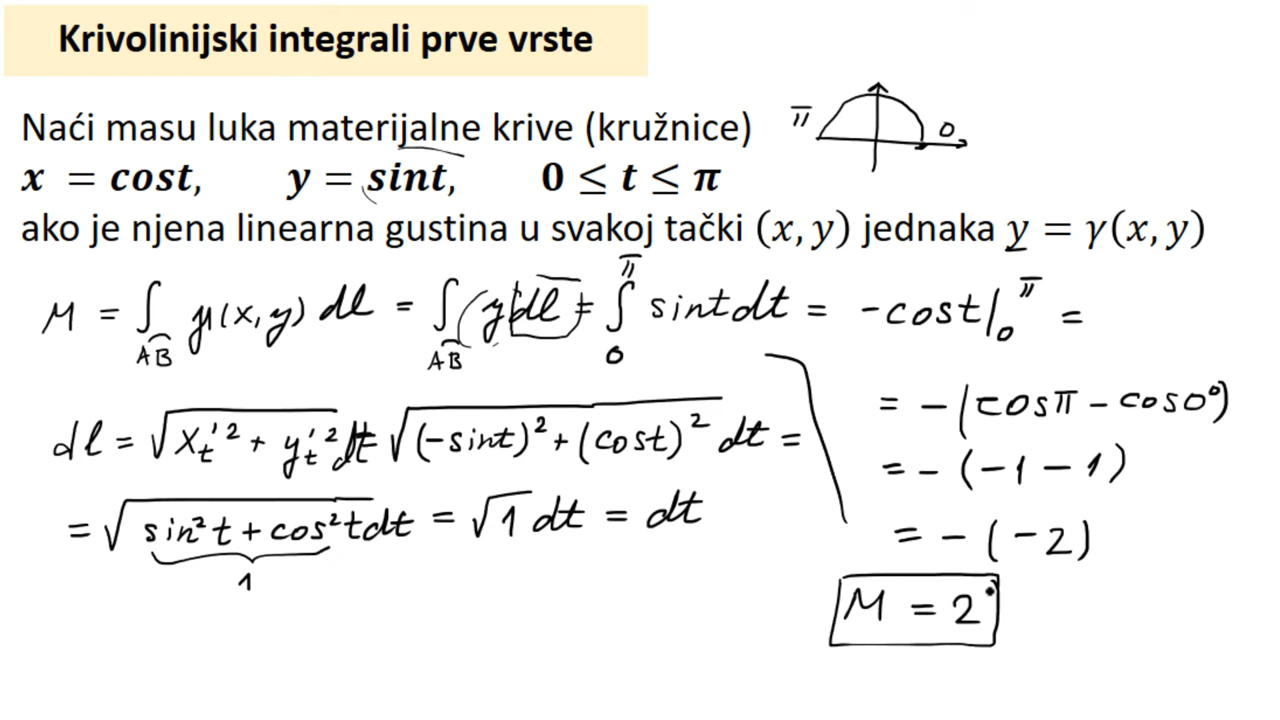 Krivolinijski integrali prve vrste
Naći masu luka materijalne krive (kružnice)
π 0
x = cost, y = sint, 0 ≤ t ≤ π
ako je njena linearna gustina u svakoj tački (x, y) jednaka y = γ(x, y)
M = ∫_AB γ(x,y) dl = ∫_AB y dl = ∫_0^π sint dt = -cost|_0^π =
= -(cosπ - cos0°)
= -(-1-1)
= -(-2)
M = 2
dl = √(x_t'^2 + y_t'^2) dt √((-sint)^2 + (cost)^2) dt =
= √(sin²t + cos²t) dt = √1 dt = dt
1